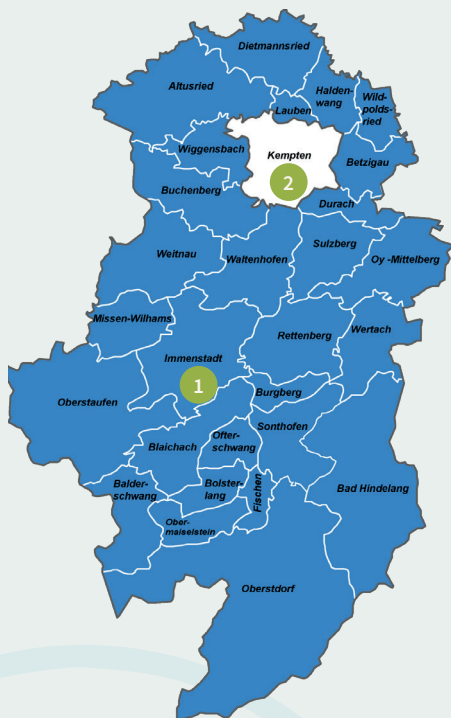 Dietmannsried
Altusried
Halden-
wang
Wild-
polds-
ried
Lauben
Wiggensbach
Kempten
Betzigau
2
Buchenberg
Durach
Sulzberg
Weitnau
Waltenhofen
Oy -Mittelberg
Missen-Wilhams
Wertach
Rettenberg
Immenstadt
1
Burgberg
Oberstaufen
Sonthofen
Ofter-
schwang
Blaichach
Balder-
schwang
Bolster-
lang
Fischen
Bad Hindelang
Ober-
maiselstein
Oberstdorf